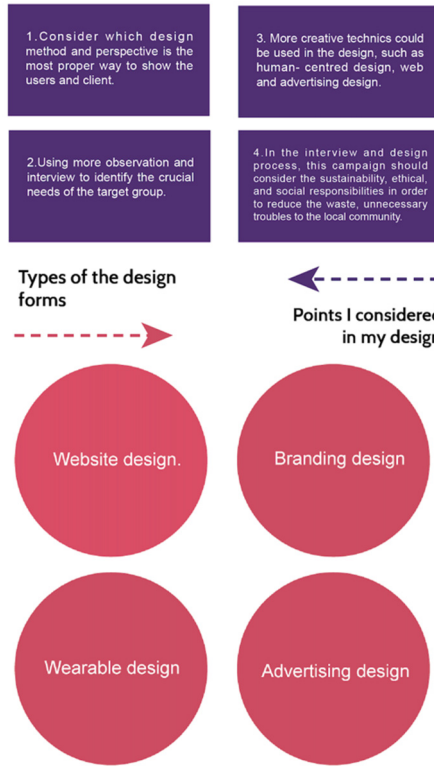 1.Consider which design
method and perspective is the
most proper way to show the
users and client.
2.Using more observation and
interview to identify the crucial
needs of the target group.
3. More creative technics could
be used in the design, such as
human- centred design, web
and advertising design.
4.In the interview and design
process, this campaign should
consider the sustainability, ethical,
and social responsibilities in order
to reduce the waste, unnecessary
troubles to the local community.
Types of the design
forms
Points I considered
in my design
Website design.
Branding design
Wearable design
Advertising design